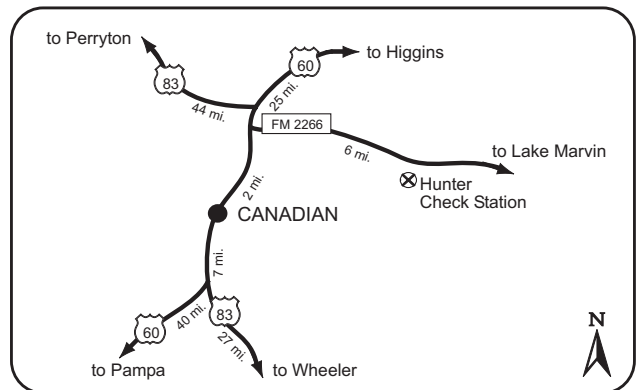 to Perryton
to Higgins
60
83
25 mi.
44 mi.
FM 2266
6 mi.
to Lake Marvin
2 mi.
Hunter
Check Station
CANADIAN
7 mi.
40 mi.
83
60
27 mi.
to Pampa
to Wheeler
N